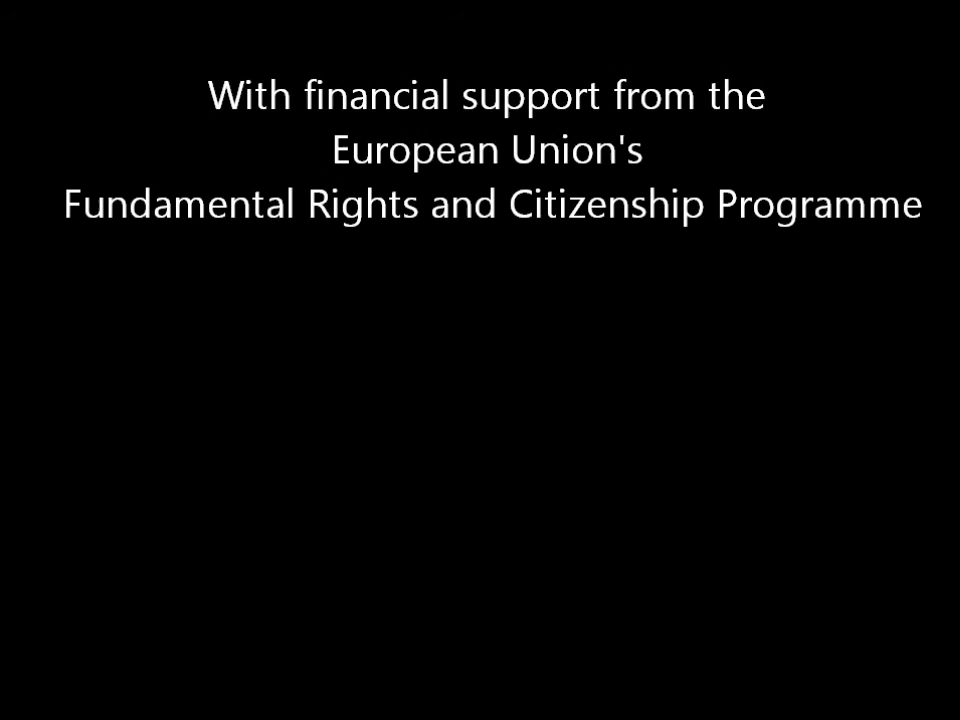 With financial support from the
European Union's
Fundamental Rights and Citizenship Programme